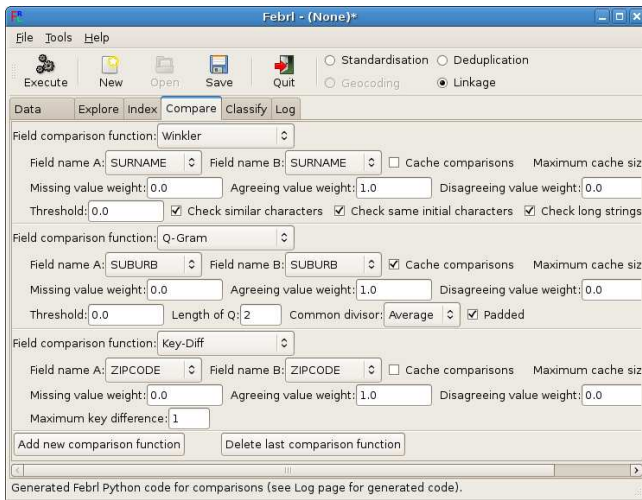 Febrl - (None)*
File Tools Help
Execute New Open Save Quit Standardisation Deduplication
Geocoding Linkage
Data Explore Index Compare Classify Log
Field comparison function: Winkler
Field name A: SURNAME Field name B: SURNAME Cache comparisons Maximum cache siz
Missing value weight: 0.0 Agreeing value weight: 1.0 Disagreeing value weight: 0.0
Threshold: 0.0 Check similar characters Check same initial characters Check long strings
Field comparison function: Q-Gram
Field name A: SUBURB Field name B: SUBURB Cache comparisons Maximum cache siz
Missing value weight: 0.0 Agreeing value weight: 1.0 Disagreeing value weight: 0.0
Threshold: 0.0 Length of Q: 2 Common divisor: Average Padded
Field comparison function: Key-Diff
Field name A: ZIPCODE Field name B: ZIPCODE Cache comparisons Maximum cache siz
Missing value weight: 0.0 Agreeing value weight: 1.0 Disagreeing value weight: 0.0
Maximum key difference: 1
Add new comparison function Delete last comparison function
Generated Febrl Python code for comparisons (see Log page for generated code).